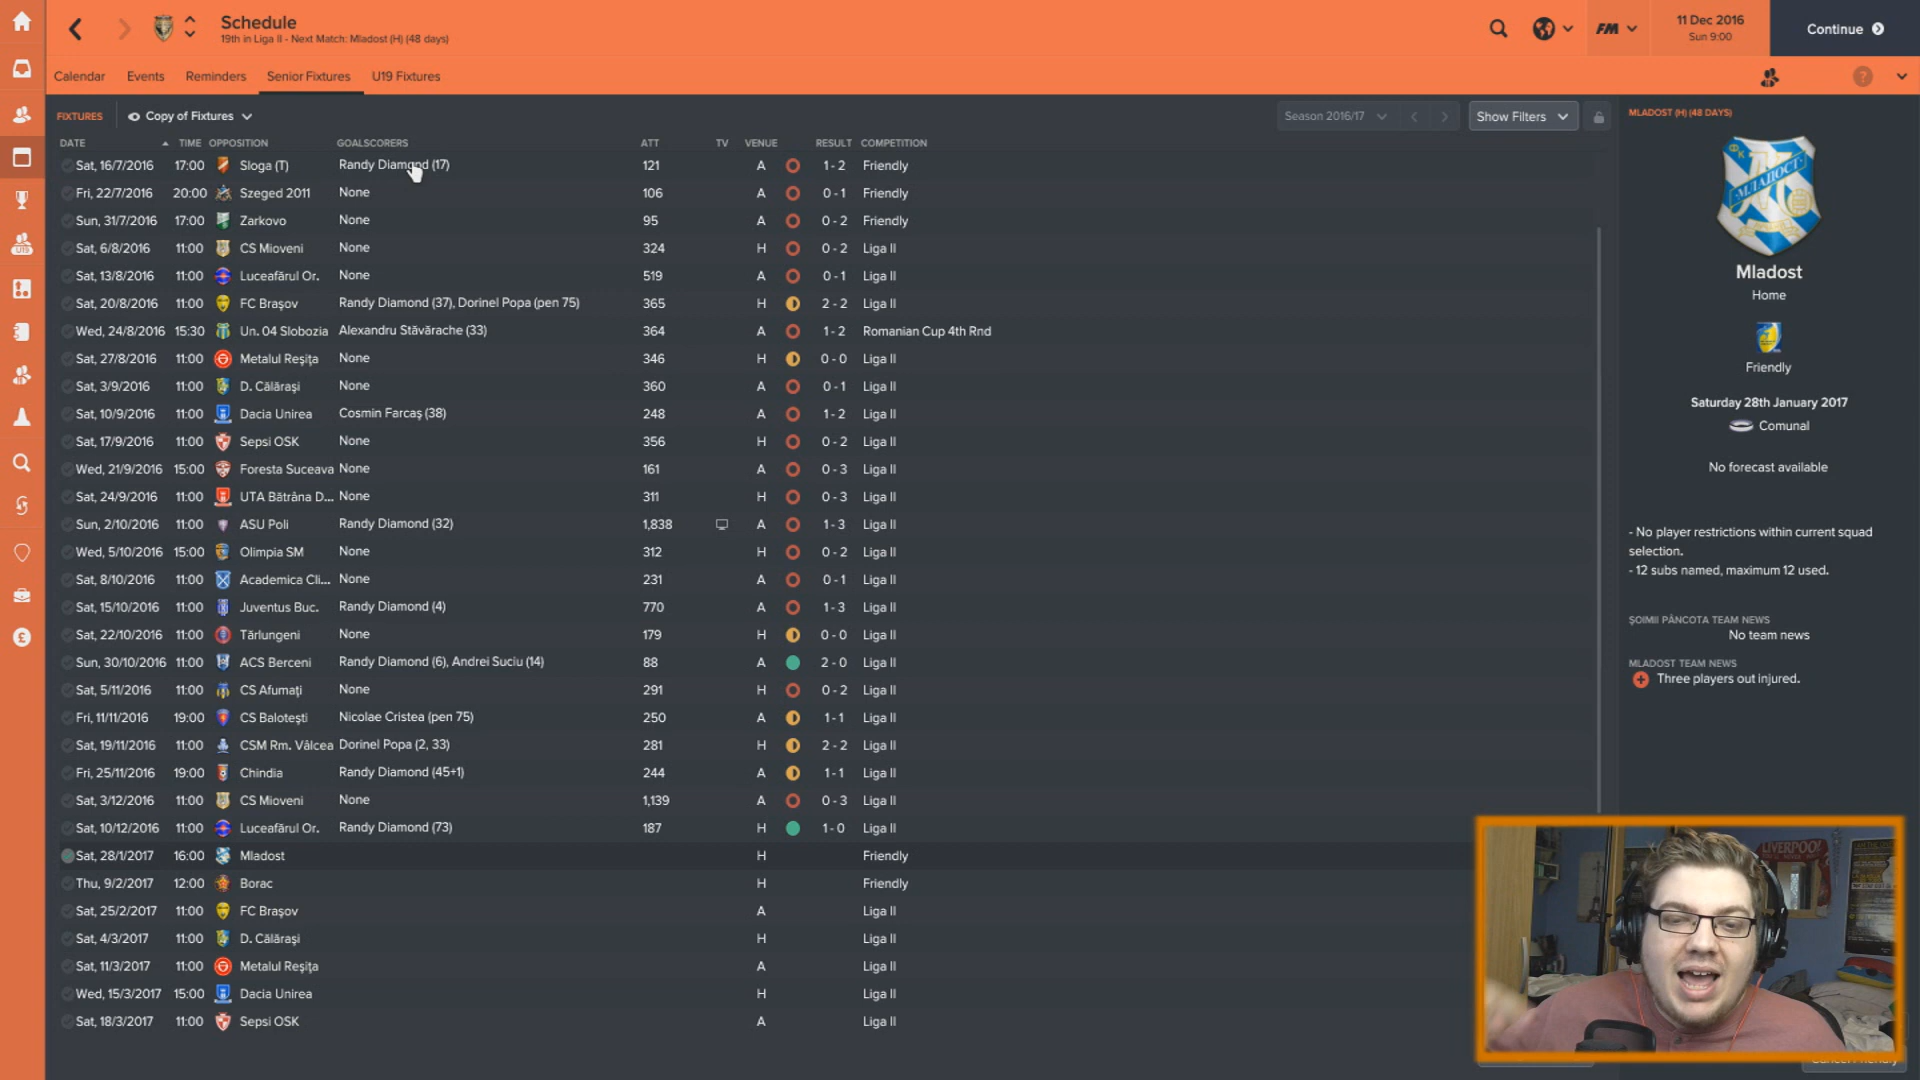 Schedule
19th in Liga II - Next Match: Mladost (H) (48 days)
FM
11 Dec 2016
Sun 9:00
Continue
Calendar Events Reminders Senior Fixtures U19 Fixtures
?
FIXTURES Copy of Fixtures Season 2016/17 Show Filters
DATE TIME OPPOSITION GOALSCORERS ATT TV VENUE RESULT COMPETITION
Sat, 16/7/2016 17:00 Sloga (T) Randy Diamond (17) 121 A 1 - 2 Friendly
Fri, 22/7/2016 20:00 Szeged 2011 None 106 A 0 - 1 Friendly
Sun, 31/7/2016 17:00 Zarkovo None 95 A 0 - 2 Friendly
Sat, 6/8/2016 11:00 CS Mioveni None 324 H 0 - 2 Liga II
Sat, 13/8/2016 11:00 Luceafărul Or. None 519 A 0 - 1 Liga II
Sat, 20/8/2016 11:00 FC Brașov Randy Diamond (37), Dorinel Popa (pen 75) 365 H 2 - 2 Liga II
Wed, 24/8/2016 15:30 Un. 04 Slobozia Alexandru Stăvărache (33) 364 A 1 - 2 Romanian Cup 4th Rnd
Sat, 27/8/2016 11:00 Metalul Reșița None 346 H 0 - 0 Liga II
Sat, 3/9/2016 11:00 D. Călărași None 360 A 0 - 1 Liga II
Sat, 10/9/2016 11:00 Dacia Unirea Cosmin Farcaș (38) 248 A 1 - 2 Liga II
Sat, 17/9/2016 11:00 Sepsi OSK None 356 H 0 - 2 Liga II
Wed, 21/9/2016 15:00 Foresta Suceava None 161 A 0 - 3 Liga II
Sat, 24/9/2016 11:00 UTA Bătrâna D... None 311 H 0 - 3 Liga II
Sun, 2/10/2016 11:00 ASU Poli Randy Diamond (32) 1,838 A 1 - 3 Liga II
Wed, 5/10/2016 15:00 Olimpia SM None 312 H 0 - 2 Liga II
Sat, 8/10/2016 11:00 Academica Cli... None 231 A 0 - 1 Liga II
Sat, 15/10/2016 11:00 Juventus Buc. Randy Diamond (4) 770 A 1 - 3 Liga II
Sat, 22/10/2016 11:00 Tărlungeni None 179 H 0 - 0 Liga II
Sun, 30/10/2016 11:00 ACS Berceni Randy Diamond (6), Andrei Suciu (14) 88 A 2 - 0 Liga II
Sat, 5/11/2016 11:00 CS Afumați None 291 H 0 - 2 Liga II
Fri, 11/11/2016 19:00 CS Balotești Nicolae Cristea (pen 75) 250 A 1 - 1 Liga II
Sat, 19/11/2016 11:00 CSM Rm. Vâlcea Dorinel Popa (2, 33) 281 H 2 - 2 Liga II
Fri, 25/11/2016 19:00 Chindia Randy Diamond (45+1) 244 A 1 - 1 Liga II
Sat, 3/12/2016 11:00 CS Mioveni None 1,139 A 0 - 3 Liga II
Sat, 10/12/2016 11:00 Luceafărul Or. Randy Diamond (73) 187 H 1 - 0 Liga II
Sat, 28/1/2017 16:00 Mladost H Friendly
Thu, 9/2/2017 12:00 Borac H Friendly
Sat, 25/2/2017 11:00 FC Brașov A Liga II
Sat, 4/3/2017 11:00 D. Călărași H Liga II
Sat, 11/3/2017 11:00 Metalul Reșița A Liga II
Wed, 15/3/2017 15:00 Dacia Unirea H Liga II
Sat, 18/3/2017 11:00 Sepsi OSK A Liga II
MLADOST (H) (48 DAYS)
МЛАДОСТ
Mladost
Home
Friendly
Saturday 28th January 2017
Comunal
No forecast available
- No player restrictions within current squad
selection.
- 12 subs named, maximum 12 used.
ȘOIMII PÂNCOTA TEAM NEWS
No team news
MLADOST TEAM NEWS
Three players out injured.
LIVERPOOL
Cancel Friendly